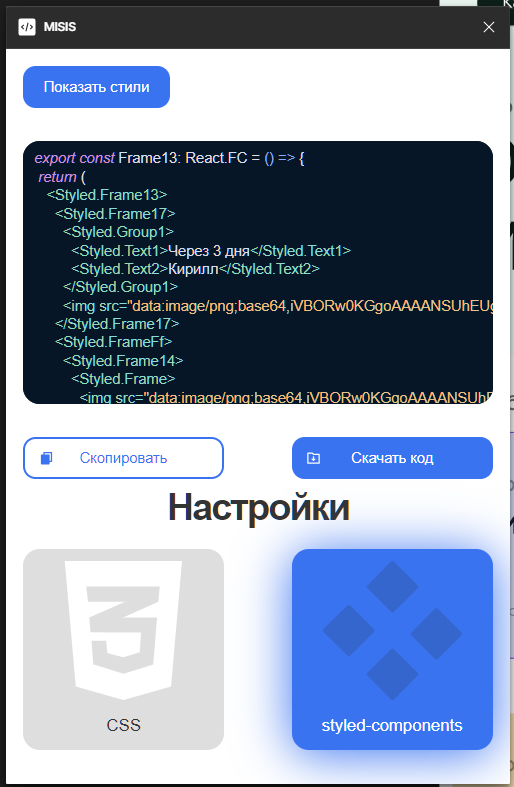 MISIS
Показать стили
export const Frame13: React.FC = () => {
return (
<Styled.Frame13>
<Styled.Frame17>
<Styled.Group1>
<Styled.Text1>Через 3 дня</Styled.Text1>
<Styled.Text2>Кирилл</Styled.Text2>
</Styled.Group1>
<img src="data:image/png;base64,iVBORw0KGgoAAAANSUhEUg
</Styled.Frame17>
<Styled.FrameFf>
<Styled.Frame14>
<Styled.Frame>
<img src="data:image/png;base64,iVBORw0KGgoAAAANSUhE
Скопировать
Скачать код
Настройки
CSS
styled-components